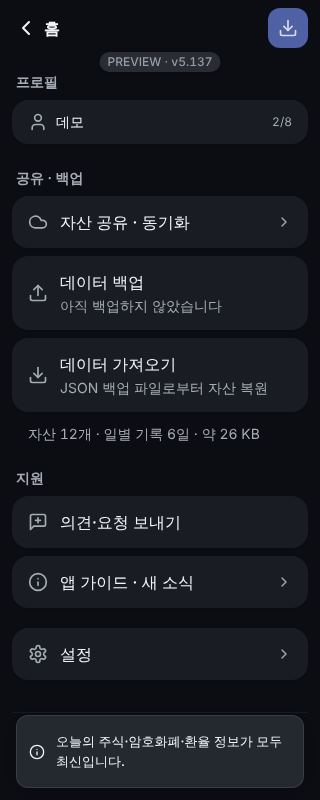 홈
PREVIEW · v5.137
프로필
데모 2/8
공유 · 백업
자산 공유 · 동기화
데이터 백업
아직 백업하지 않았습니다
데이터 가져오기
JSON 백업 파일로부터 자산 복원
자산 12개 · 일별 기록 6일 · 약 26 KB
지원
의견·요청 보내기
앱 가이드 · 새 소식
설정
오늘의 주식·암호화폐·환율 정보가 모두
최신입니다.